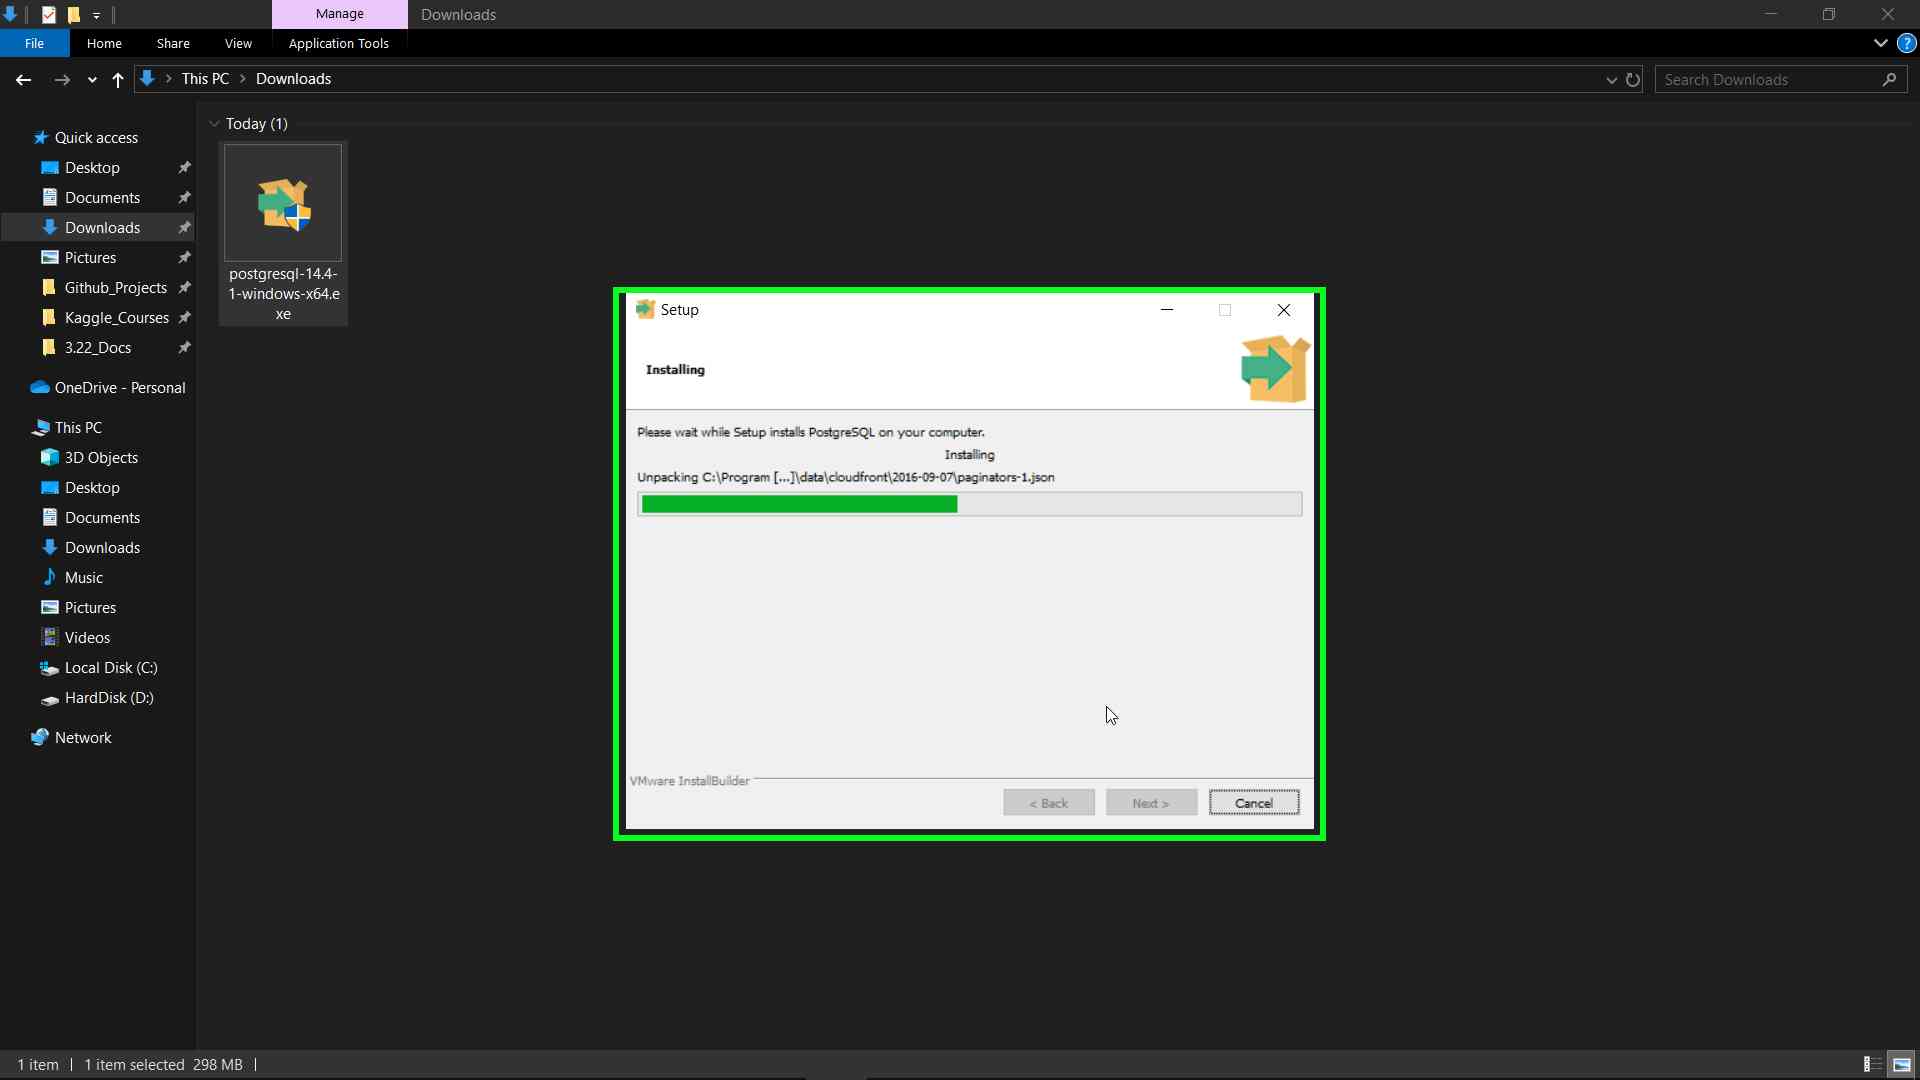 Manage
Downloads
File
Home
Share
View
Application Tools
?
This PC
Downloads
Search Downloads
Quick access
Desktop
Documents
Downloads
Pictures
Github_Projects
Kaggle_Courses
3.22_Docs
OneDrive - Personal
This PC
3D Objects
Desktop
Documents
Downloads
Music
Pictures
Videos
Local Disk (C:)
HardDisk (D:)
Network
Today (1)
postgresql-14.4-
1-windows-x64.e
xe
Setup
Installing
Please wait while Setup installs PostgreSQL on your computer.
Installing
Unpacking C:\Program [...]\data\cloudfront\2016-09-07\paginators-1.json
VMware InstallBuilder
< Back
Next >
Cancel
1 item
1 item selected 298 MB